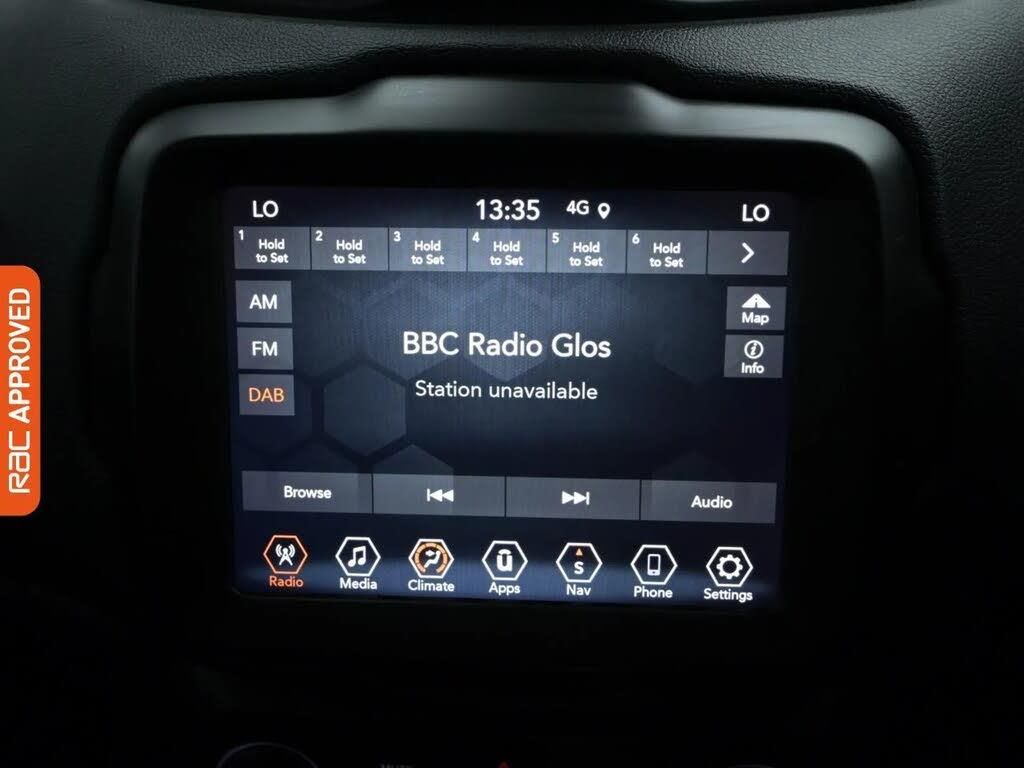 LO 13:35 4G LO
1 Hold to Set 2 Hold to Set 3 Hold to Set 4 Hold to Set 5 Hold to Set 6 Hold to Set
AM
FM
DAB
BBC Radio Glos
Station unavailable
Map
Info
Browse Audio
Radio Media Climate Apps Nav Phone Settings
u S
RAC APPROVED